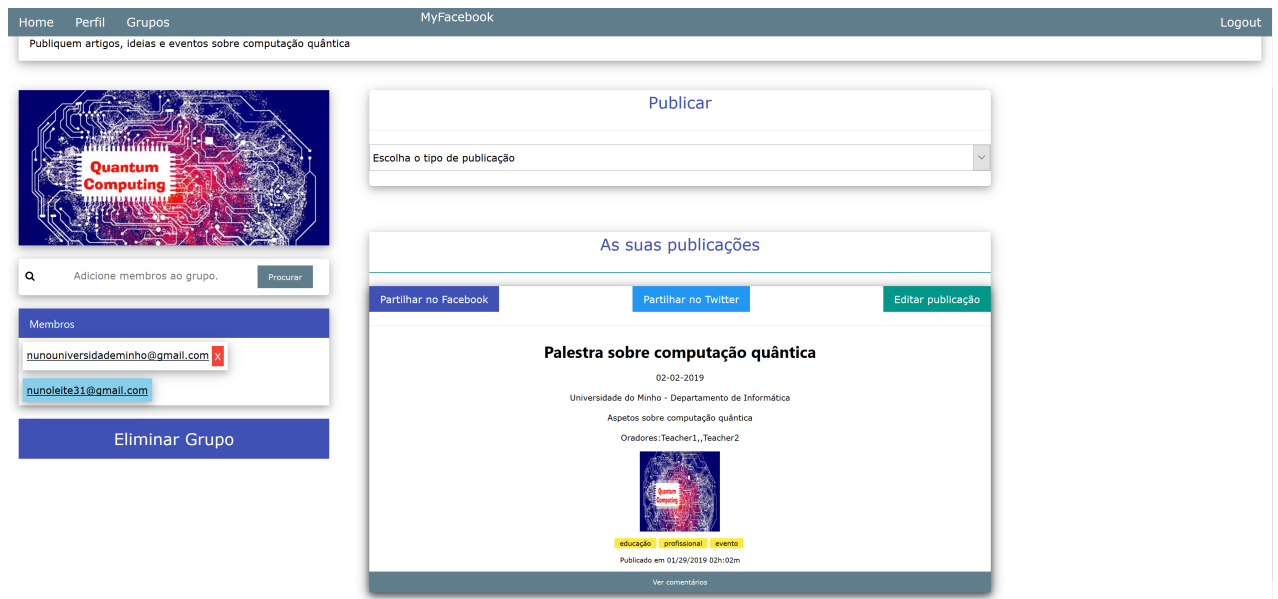 Home Perfil Grupos MyFacebook Logout
Publiquem artigos, ideias e eventos sobre computação quântica
Quantum
Computing
Adicione membros ao grupo. Procurar
Membros
nunouniversidademinho@gmail.com X
nunoleite31@gmail.com
Eliminar Grupo
Publicar
Escolha o tipo de publicação
As suas publicações
Partilhar no Facebook Partilhar no Twitter Editar publicação
Palestra sobre computação quântica
02-02-2019
Universidade do Minho - Departamento de Informática
Aspetos sobre computação quântica
Oradores:Teacher1,,Teacher2
Quantum
Computing
educação profissional evento
Publicado em 01/29/2019 02h:02m
Ver comentários